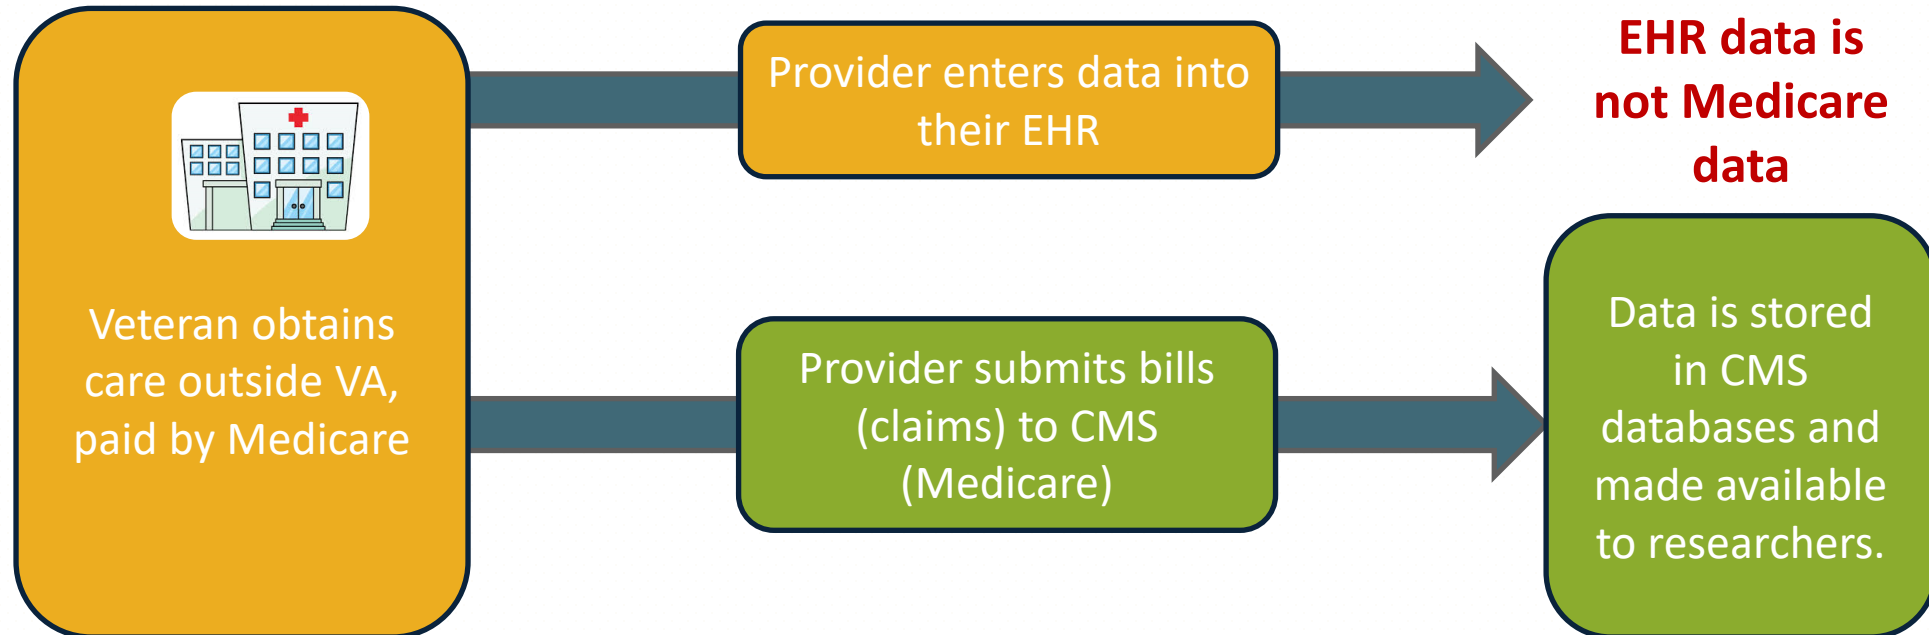 Veteran obtains
care outside VA,
paid by Medicare
Provider enters data into
their EHR
EHR data is
not Medicare
data
Provider submits bills
(claims) to CMS
(Medicare)
Data is stored
in CMS
databases and
made available
to researchers.